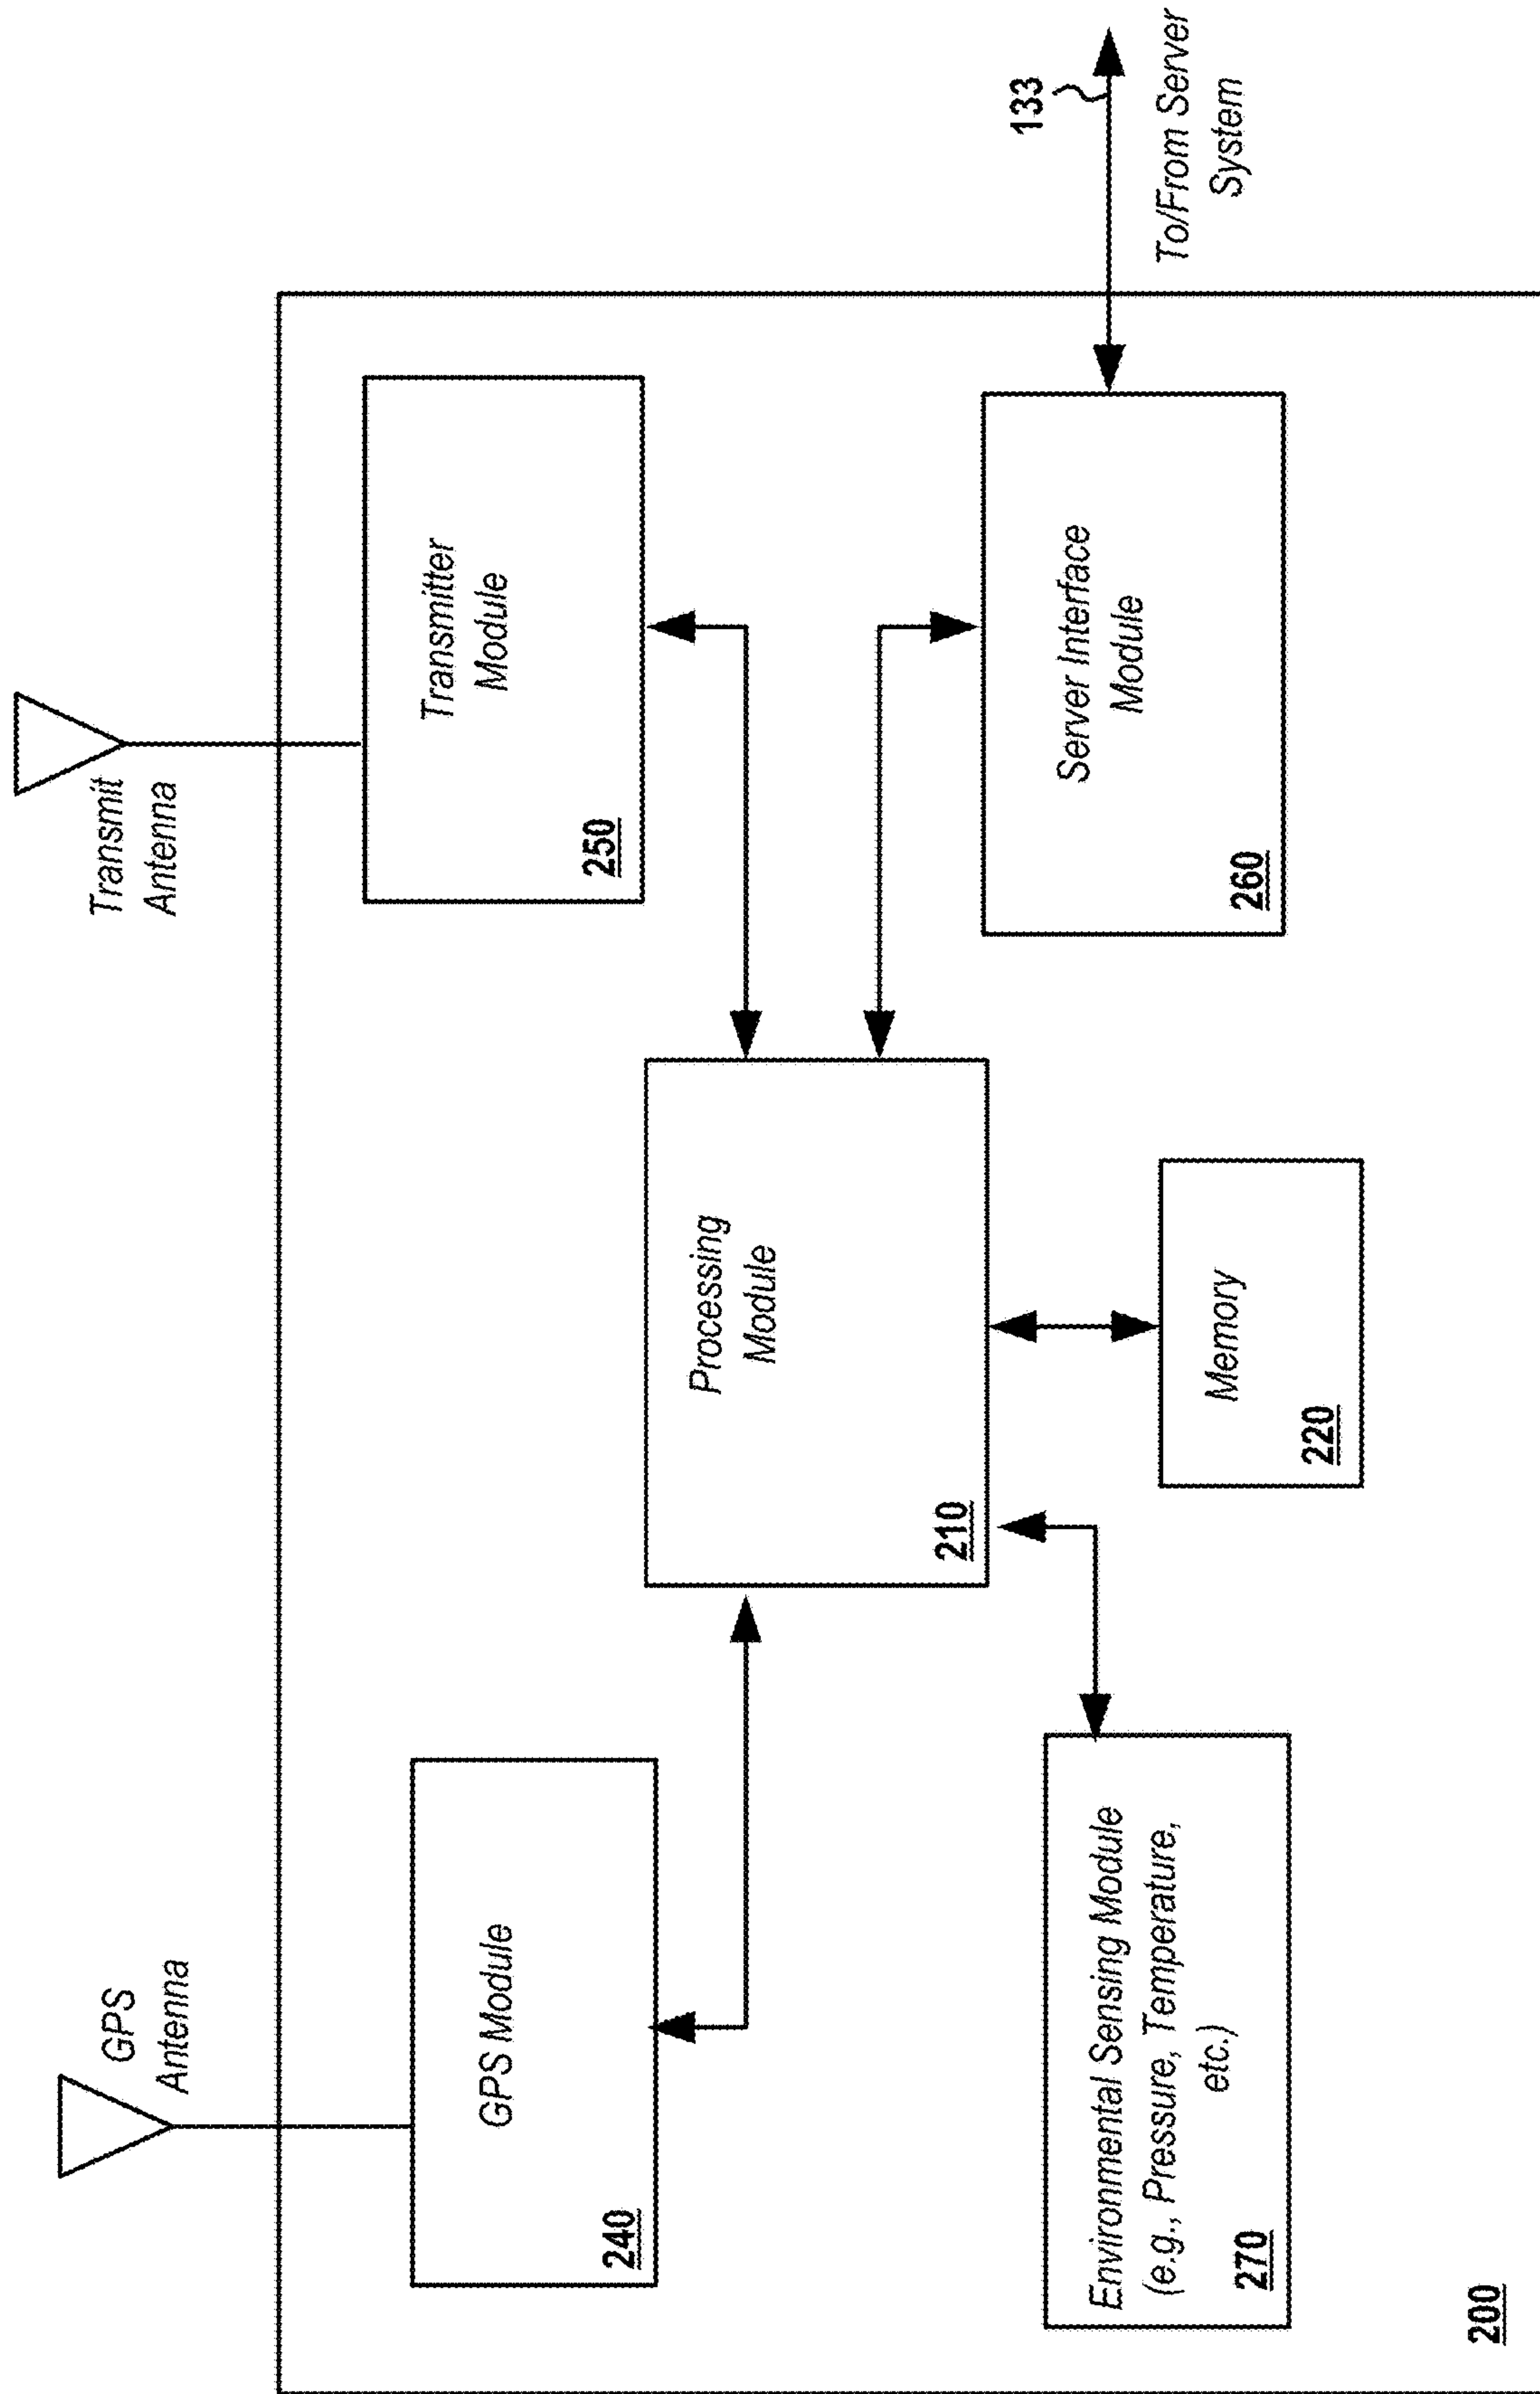 GPS
Antenna
Transmit
Antenna
GPS Module
240
Transmitter
Module
250
Processing
Module
210
Environmental Sensing Module
(e.g., Pressure, Temperature,
etc.)
270
Memory
220
Server Interface
Module
260
133
To/From Server
System
200